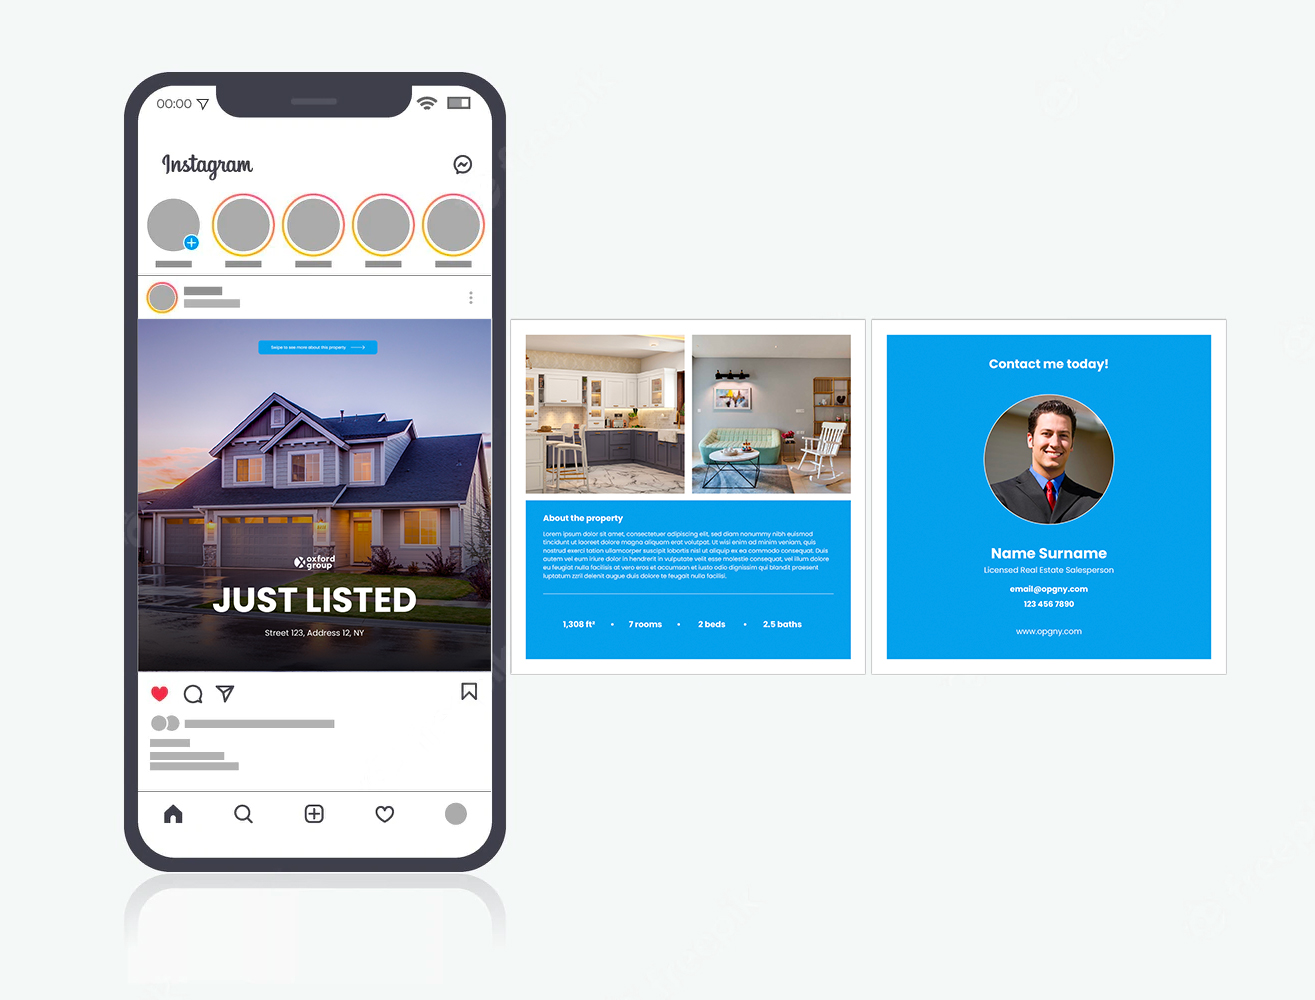 00:00
Instagram
Swipe to see more about this property
oxford
group
JUST LISTED
Street 123, Address 12, NY
About the property
Lorem ipsum dolor sit amet, consectetuer adipiscing elit, sed diam nonummy nibh euismod
tincidunt ut laoreet dolore magna aliquam erat volutpat. Ut wisi enim ad minim veniam, quis
nostrud exerci tation ullamcorper suscipit lobortis nisl ut aliquip ex ea commodo consequat. Duis
autem vel eum iriure dolor in hendrerit in vulputate velit esse molestie consequat, vel illum dolore
eu feugiat nulla facilisis at vero eros et accumsan et iusto odio dignissim qui blandit praesent
luptatum zzril delenit augue duis dolore te feugait nulla facilisi.
1,308 ft² • 7 rooms • 2 beds • 2.5 baths
Contact me today!
Name Surname
Licensed Real Estate Salesperson
email@opgny.com
123 456 7890
www.opgny.com